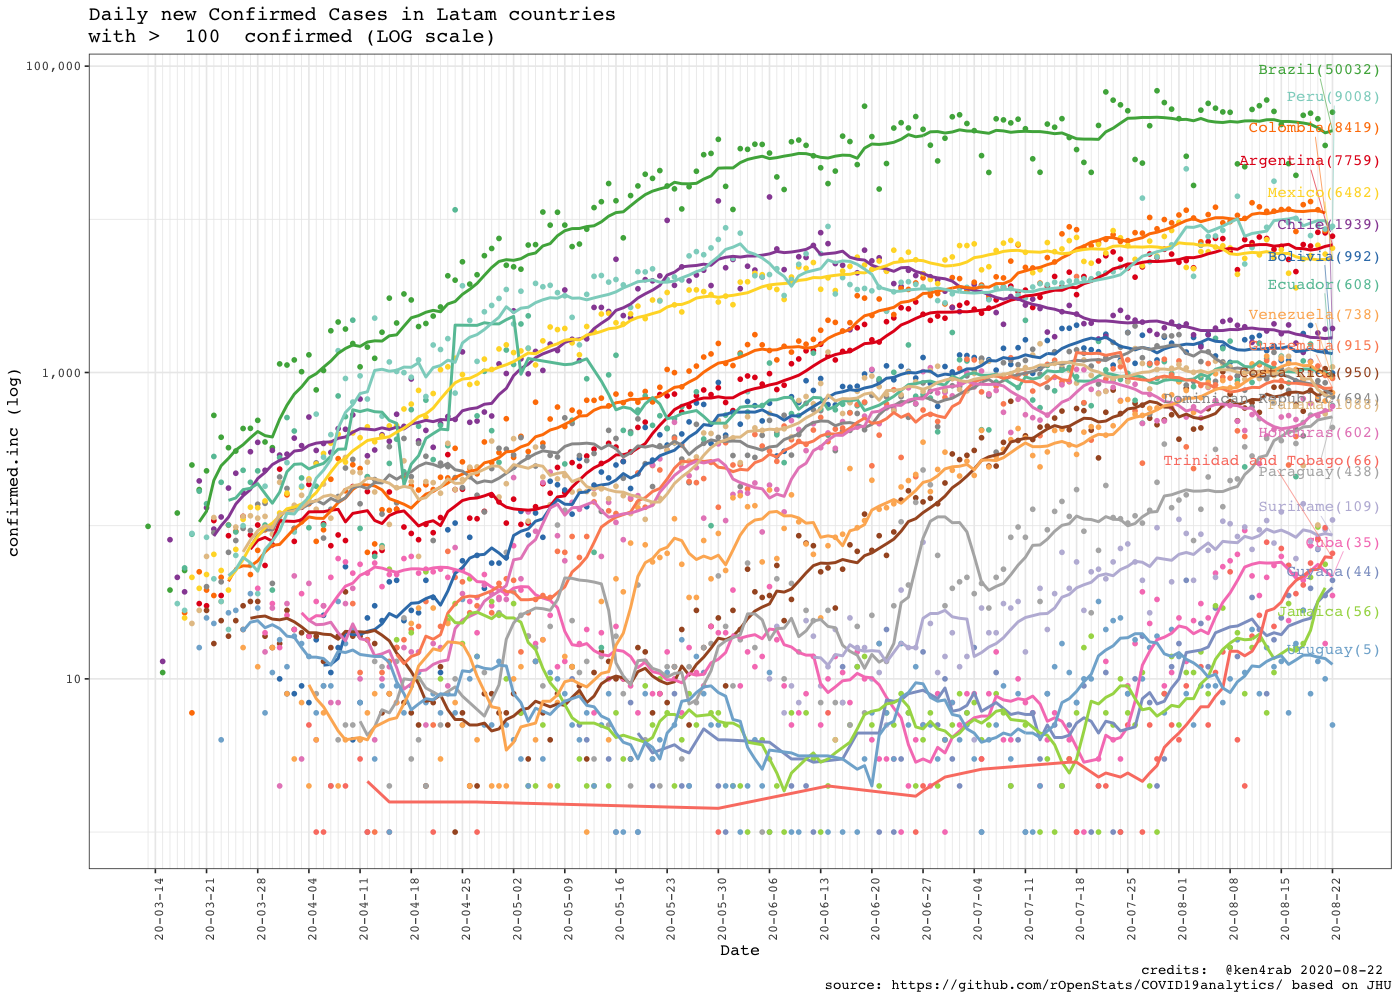 Daily new Confirmed Cases in Latam countries
with >  100  confirmed (LOG scale)
100,000
1,000
10
confirmed.inc (log)
Brazil(50032)
Peru(9008)
Colombia(8419)
Argentina(7759)
Mexico(6482)
Chile(1939)
Bolivia(992)
Ecuador(608)
Venezuela(738)
Guatemala(915)
Costa Rica(950)
Dominican Republic(694)
Panama(1088)
Honduras(602)
Trinidad and Tobago(66)
Paraguay(438)
Suriname(109)
Cuba(35)
Guyana(44)
Jamaica(56)
Uruguay(5)
20-03-14
20-03-21
20-03-28
20-04-04
20-04-11
20-04-18
20-04-25
20-05-02
20-05-09
20-05-16
20-05-23
20-05-30
20-06-06
20-06-13
20-06-20
20-06-27
20-07-04
20-07-11
20-07-18
20-07-25
20-08-01
20-08-08
20-08-15
20-08-22
Date
credits:  @ken4rab 2020-08-22
source: https://github.com/rOpenStats/COVID19analytics/ based on JHU